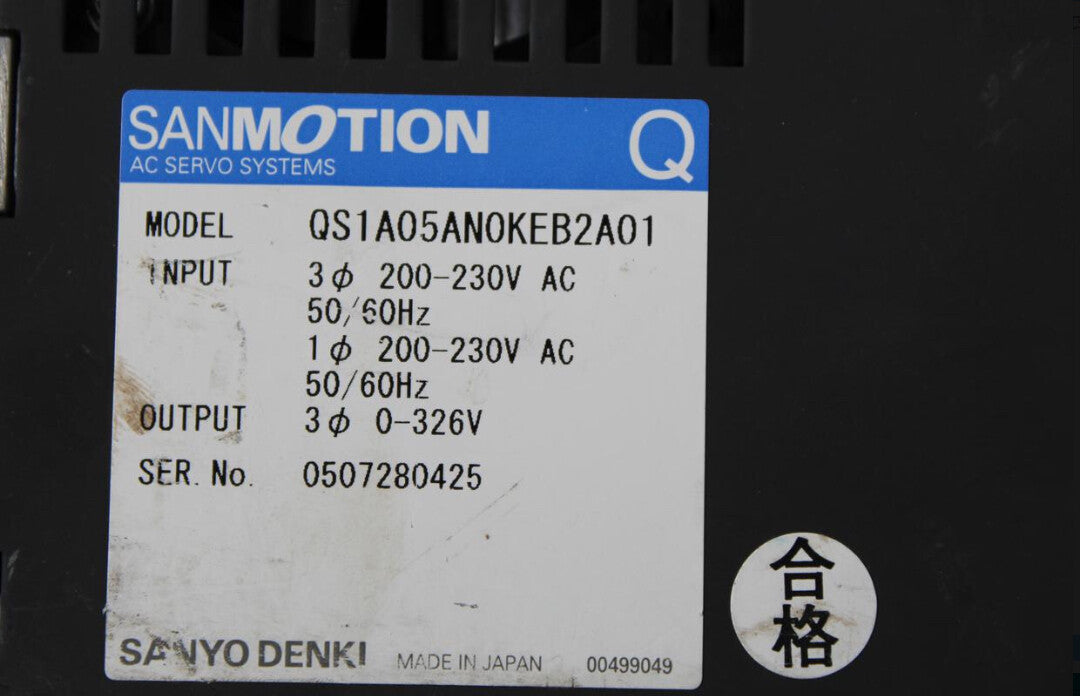 SANMOTION Q
AC SERVO SYSTEMS
MODEL QS1A05AN0KEB2A01
INPUT 3φ 200-230V AC
50/60Hz
1φ 200-230V AC
50/60Hz
OUTPUT 3φ 0-326V
SER. No. 0507280425
SANYO DENKI MADE IN JAPAN 00499049
合
格